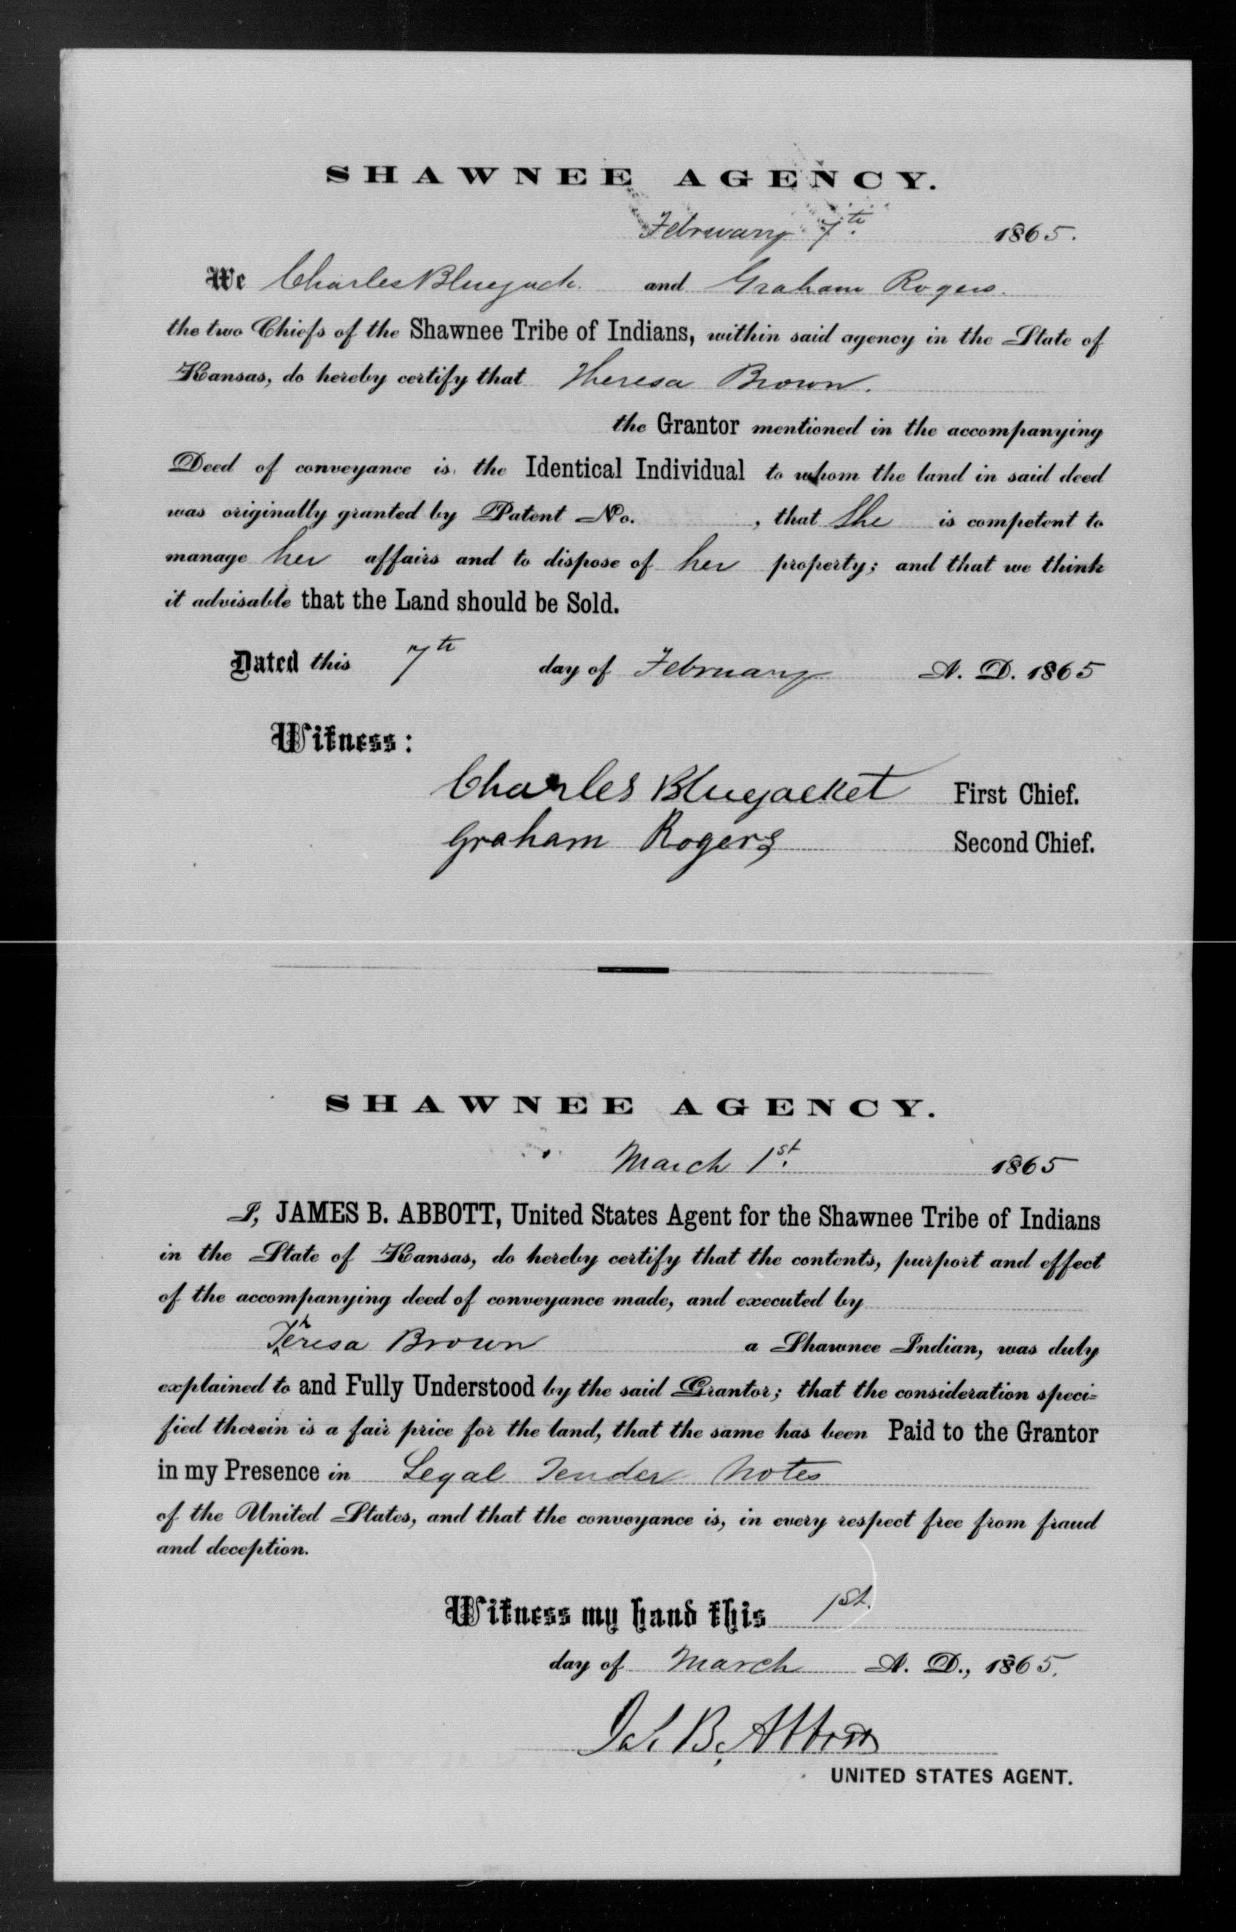 SHAWNEE AGENCY.
February 7th. 1865.
We Charles Bluejack. and Graham Rogers.
the two Chiefs of the Shawnee Tribe of Indians, within said agency in the State of
Kansas, do hereby certify that Theresa Brown.
the Grantor mentioned in the accompanying
Deed of conveyance is the Identical Individual to whom the land in said deed
was originally granted by Patent No. , that She is competent to
manage her affairs and to dispose of her property; and that we think
it advisable that the Land should be Sold.
Dated this 7th day of February A. D. 1865
Witness:
Charles Bluejacket First Chief.
Graham Rogers Second Chief.
SHAWNEE AGENCY.
March 1st. 1865
I, JAMES B. ABBOTT, United States Agent for the Shawnee Tribe of Indians
in the State of Kansas, do hereby certify that the contents, purport and effect
of the accompanying deed of conveyance made, and executed by
Theresa Brown a Shawnee Indian, was duly
explained to and Fully Understood by the said Grantor; that the consideration speci=
fied therein is a fair price for the land, that the same has been Paid to the Grantor
in my Presence in Legal Tender Notes
of the United States, and that the conveyance is, in every respect free from fraud
and deception.
Witness my hand this 1st.
day of March A. D., 1865.
Jas. B. Abbott
UNITED STATES AGENT.